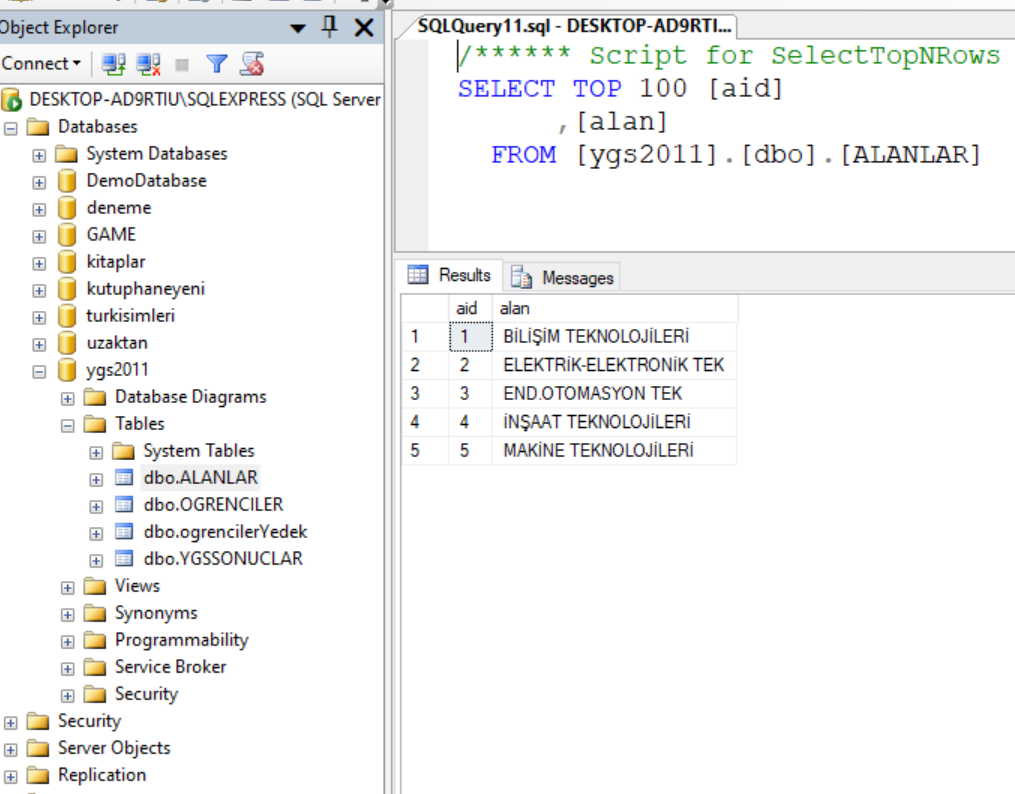 Object Explorer
Connect
DESKTOP-AD9RTIU\SQLEXPRESS (SQL Server
Databases
System Databases
DemoDatabase
deneme
GAME
kitaplar
kutuphaneyeni
turkisimleri
uzaktan
ygs2011
Database Diagrams
Tables
System Tables
dbo.ALANLAR
dbo.OGRENCILER
dbo.ogrencilerYedek
dbo.YGSSONUCLAR
Views
Synonyms
Programmability
Service Broker
Security
Security
Server Objects
Replication
SQLQuery11.sql - DESKTOP-AD9RTI...
/****** Script for SelectTopNRows
SELECT TOP 100 [aid]
,[alan]
FROM [ygs2011].[dbo].[ALANLAR]
Results Messages
aid alan
1 1 BİLİŞİM TEKNOLOJİLERİ
2 2 ELEKTRİK-ELEKTRONİK TEK
3 3 END.OTOMASYON TEK
4 4 İNŞAAT TEKNOLOJİLERİ
5 5 MAKİNE TEKNOLOJİLERİ